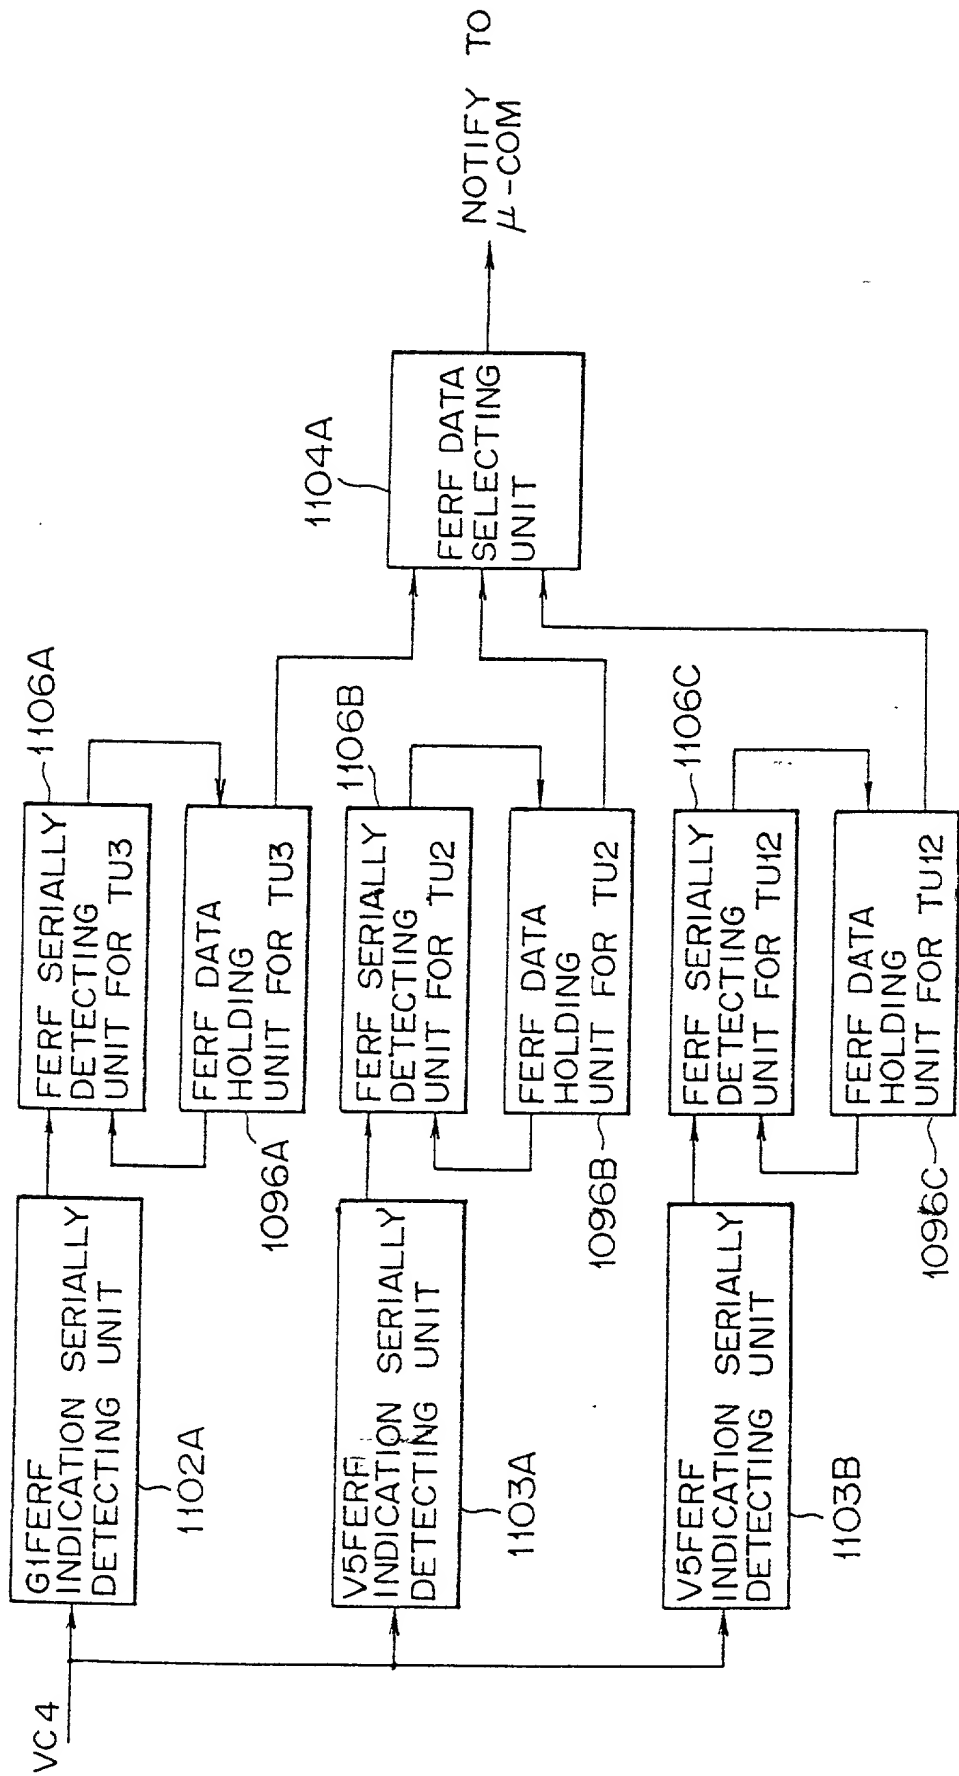 VC4
G1FERF
INDICATION SERIALLY
DETECTING UNIT
1102A
V5FERF
INDICATION SERIALLY
DETECTING UNIT
1103A
V5FERF
INDICATION SERIALLY
DETECTING UNIT
1103B
FERF SERIALLY
DETECTING
UNIT FOR TU3
1106A
FERF DATA
HOLDING
UNIT FOR TU3
1096A
FERF SERIALLY
DETECTING
UNIT FOR TU2
1106B
FERF DATA
HOLDING
UNIT FOR TU2
1096B
FERF SERIALLY
DETECTING
UNIT FOR TU12
1106C
FERF DATA
HOLDING
UNIT FOR TU12
1096C
1104A
FERF DATA
SELECTING
UNIT
NOTIFY TO
μ-COM